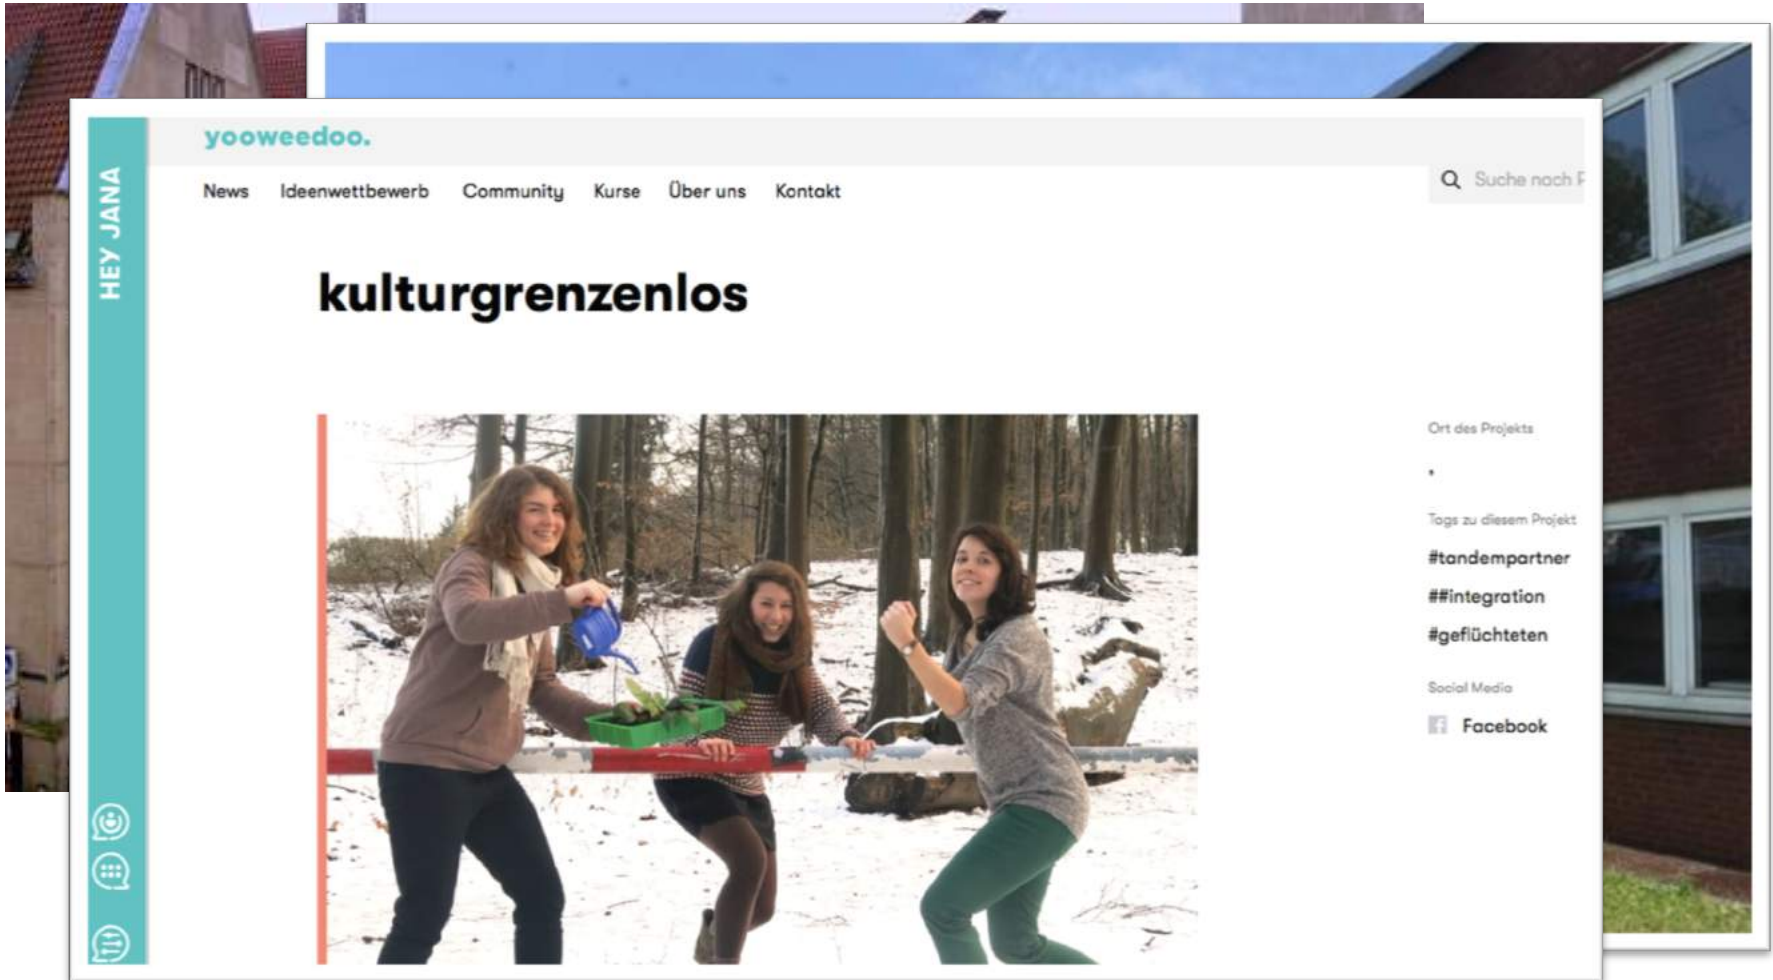 yooweedoo.
HEY JANA
News Ideenwettbewerb Community Kurse Über uns Kontakt
Suche nach
kulturgrenzenlos
Ort des Projekts
,
Tags zu diesem Projekt
#tandempartner
##integration
#geflüchteten
Social Media
Facebook